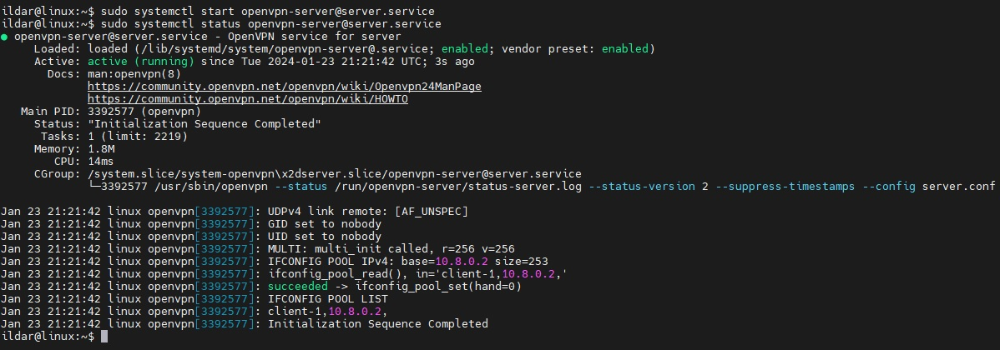 ildar@linux:~$ sudo systemctl start openvpn-server@server.service
ildar@linux:~$ sudo systemctl status openvpn-server@server.service
● openvpn-server@server.service - OpenVPN service for server
     Loaded: loaded (/lib/systemd/system/openvpn-server@.service; enabled; vendor preset: enabled)
     Active: active (running) since Tue 2024-01-23 21:21:42 UTC; 3s ago
       Docs: man:openvpn(8)
             https://community.openvpn.net/openvpn/wiki/Openvpn24ManPage
             https://community.openvpn.net/openvpn/wiki/HOWTO
   Main PID: 3392577 (openvpn)
     Status: "Initialization Sequence Completed"
      Tasks: 1 (limit: 2219)
     Memory: 1.8M
        CPU: 14ms
     CGroup: /system.slice/system-openvpn\x2dserver.slice/openvpn-server@server.service
             └─3392577 /usr/sbin/openvpn --status /run/openvpn-server/status-server.log --status-version 2 --suppress-timestamps --config server.conf

Jan 23 21:21:42 linux openvpn[3392577]: UDPv4 link remote: [AF_UNSPEC]
Jan 23 21:21:42 linux openvpn[3392577]: GID set to nobody
Jan 23 21:21:42 linux openvpn[3392577]: UID set to nobody
Jan 23 21:21:42 linux openvpn[3392577]: MULTI: multi_init called, r=256 v=256
Jan 23 21:21:42 linux openvpn[3392577]: IFCONFIG POOL IPv4: base=10.8.0.2 size=253
Jan 23 21:21:42 linux openvpn[3392577]: ifconfig_pool_read(), in='client-1,10.8.0.2,'
Jan 23 21:21:42 linux openvpn[3392577]: succeeded -> ifconfig_pool_set(hand=0)
Jan 23 21:21:42 linux openvpn[3392577]: IFCONFIG POOL LIST
Jan 23 21:21:42 linux openvpn[3392577]: client-1,10.8.0.2,
Jan 23 21:21:42 linux openvpn[3392577]: Initialization Sequence Completed
ildar@linux:~$